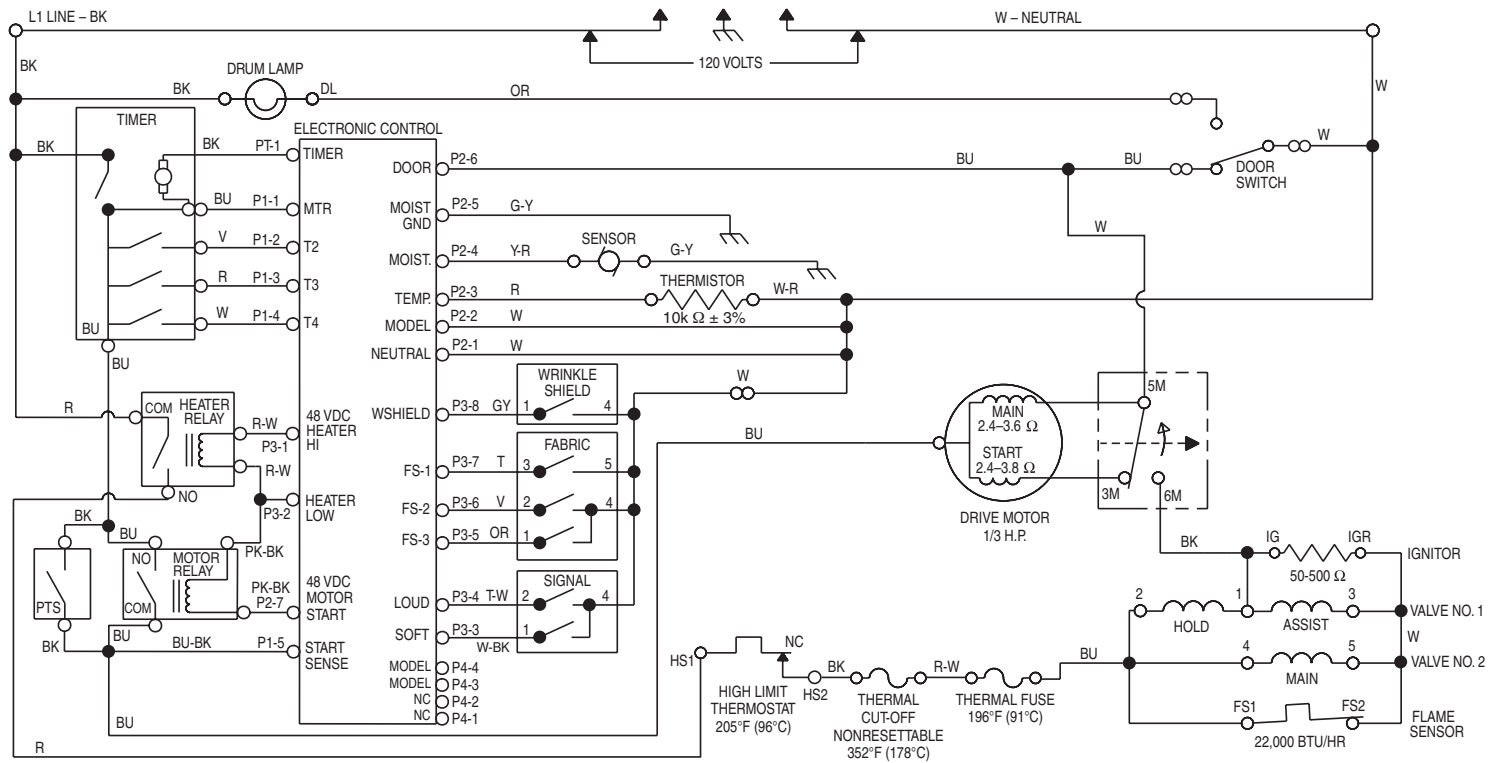 L1 LINE – BK
W – NEUTRAL
120 VOLTS
BK
W
DRUM LAMP
BK
DL
OR
TIMER
ELECTRONIC CONTROL
BK
BK
PT-1
TIMER
DOOR
P2-6
BU
BU
W
DOOR
SWITCH
BU
P1-1
MTR
MOIST
GND
P2-5
G-Y
V
P1-2
T2
MOIST.
P2-4
Y-R
SENSOR
G-Y
W
R
P1-3
T3
TEMP.
P2-3
R
THERMISTOR
W-R
10k Ω ± 3%
W
P1-4
T4
MODEL
P2-2
W
BU
BU
NEUTRAL
P2-1
W
WRINKLE
SHIELD
W
R
COM
HEATER
RELAY
R-W
P3-1
R-W
NO
48 VDC
HEATER
HI
WSHIELD
P3-8
GY
1
4
FABRIC
BU
FS-1
P3-7
T
3
5
FS-2
P3-6
V
2
4
FS-3
P3-5
OR
1
HEATER
LOW
P3-2
MAIN
2.4–3.6 Ω
START
2.4–3.8 Ω
DRIVE MOTOR
1/3 H.P.
5M
3M
6M
BK
BU
PTS
BK
NO
MOTOR
RELAY
COM
PK-BK
PK-BK
P2-7
48 VDC
MOTOR
START
SIGNAL
LOUD
P3-4
T-W
2
4
SOFT
P3-3
1
W-BK
BU
BU-BK
P1-5
START
SENSE
MODEL
P4-4
MODEL
P4-3
NC
P4-2
NC
P4-1
BU
R
BK
IG
IGR
IGNITOR
50-500 Ω
2
1
3
HOLD
ASSIST
VALVE NO. 1
W
4
5
MAIN
VALVE NO. 2
FS1
FS2
22,000 BTU/HR
FLAME
SENSOR
HS1
NC
HS2
HIGH LIMIT
THERMOSTAT
205°F (96°C)
BK
THERMAL
CUT-OFF
NONRESETTABLE
352°F (178°C)
R-W
THERMAL FUSE
196°F (91°C)
BU